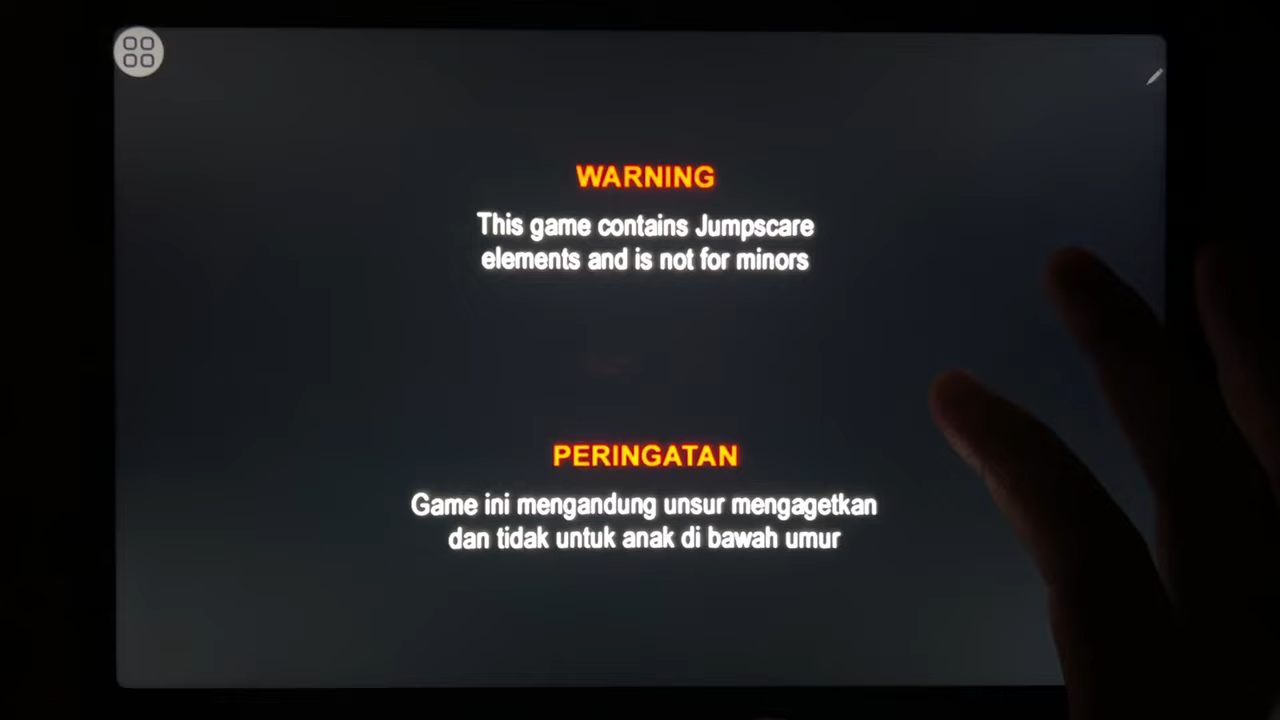 WARNING
This game contains Jumpscare
elements and is not for minors
PERINGATAN
Game ini mengandung unsur mengagetkan
dan tidak untuk anak di bawah umur